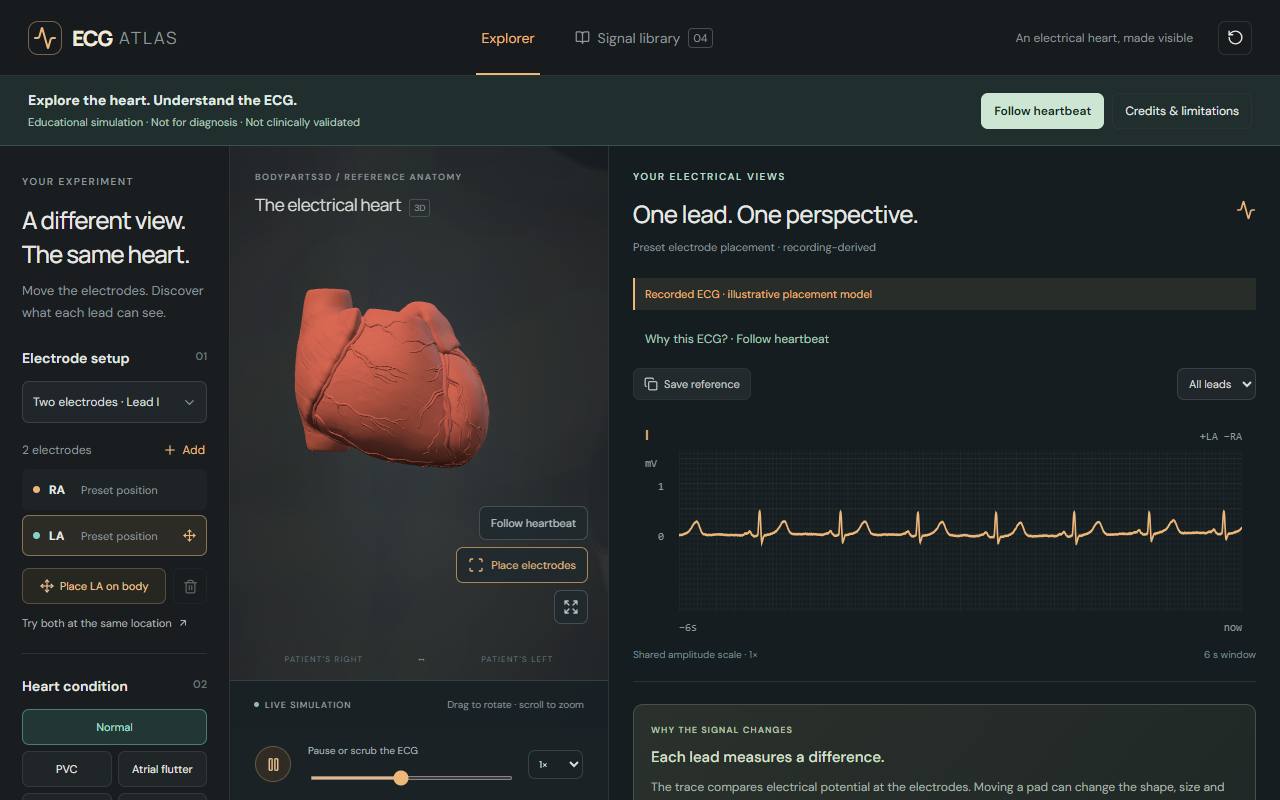 ECG ATLAS
Explorer
Signal library 04
An electrical heart, made visible
Explore the heart. Understand the ECG.
Educational simulation · Not for diagnosis · Not clinically validated
Follow heartbeat
Credits & limitations
YOUR EXPERIMENT
A different view.
The same heart.
Move the electrodes. Discover
what each lead can see.
Electrode setup 01
Two electrodes · Lead I
2 electrodes
Add
RA Preset position
LA Preset position
Place LA on body
Try both at the same location ↗
Heart condition 02
Normal
PVC
Atrial flutter
BODYPARTS3D / REFERENCE ANATOMY
The electrical heart 3D
Follow heartbeat
Place electrodes
PATIENT'S RIGHT ↔ PATIENT'S LEFT
LIVE SIMULATION
Drag to rotate · scroll to zoom
Pause or scrub the ECG
1×
YOUR ELECTRICAL VIEWS
One lead. One perspective.
Preset electrode placement · recording-derived
Recorded ECG · illustrative placement model
Why this ECG? · Follow heartbeat
Save reference
All leads
I
+LA −RA
mV
1
0
−6s
now
Shared amplitude scale · 1×
6 s window
WHY THE SIGNAL CHANGES
Each lead measures a difference.
The trace compares electrical potential at the electrodes. Moving a pad can change the shape, size and